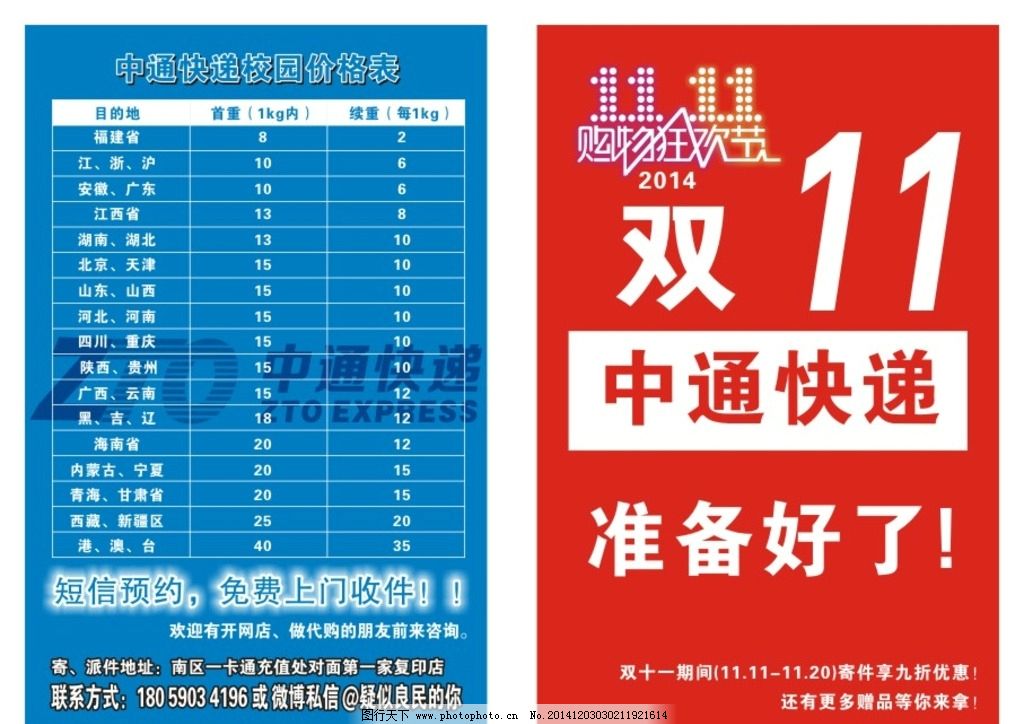 中通快递校园价格表
目的地 首重（1kg内） 续重（每1kg）
福建省 8 2
江、浙、沪 10 6
安徽、广东 10 6
江西省 13 8
湖南、湖北 13 10
北京、天津 15 10
山东、山西 15 10
河北、河南 15 10
四川、重庆 15 10
陕西、贵州 15 10
广西、云南 15 12
黑、吉、辽 18 12
海南省 20 12
内蒙古、宁夏 20 15
青海、甘肃省 20 15
西藏、新疆区 25 20
港、澳、台 40 35
ZTO 中通快递
ZTO EXPRESS
短信预约，免费上门收件！！
欢迎有开网店、做代购的朋友前来咨询。
寄、派件地址：南区一卡通充值处对面第一家复印店
联系方式：180 5903 4196 或 微博私信 @疑似良民的你
11.11
购物狂欢节
2014
双11
中通快递
准备好了！
双十一期间(11.11-11.20)寄件享九折优惠！
还有更多赠品等你来拿！
图行天下 www.photophoto.cn No.20141203030211921614